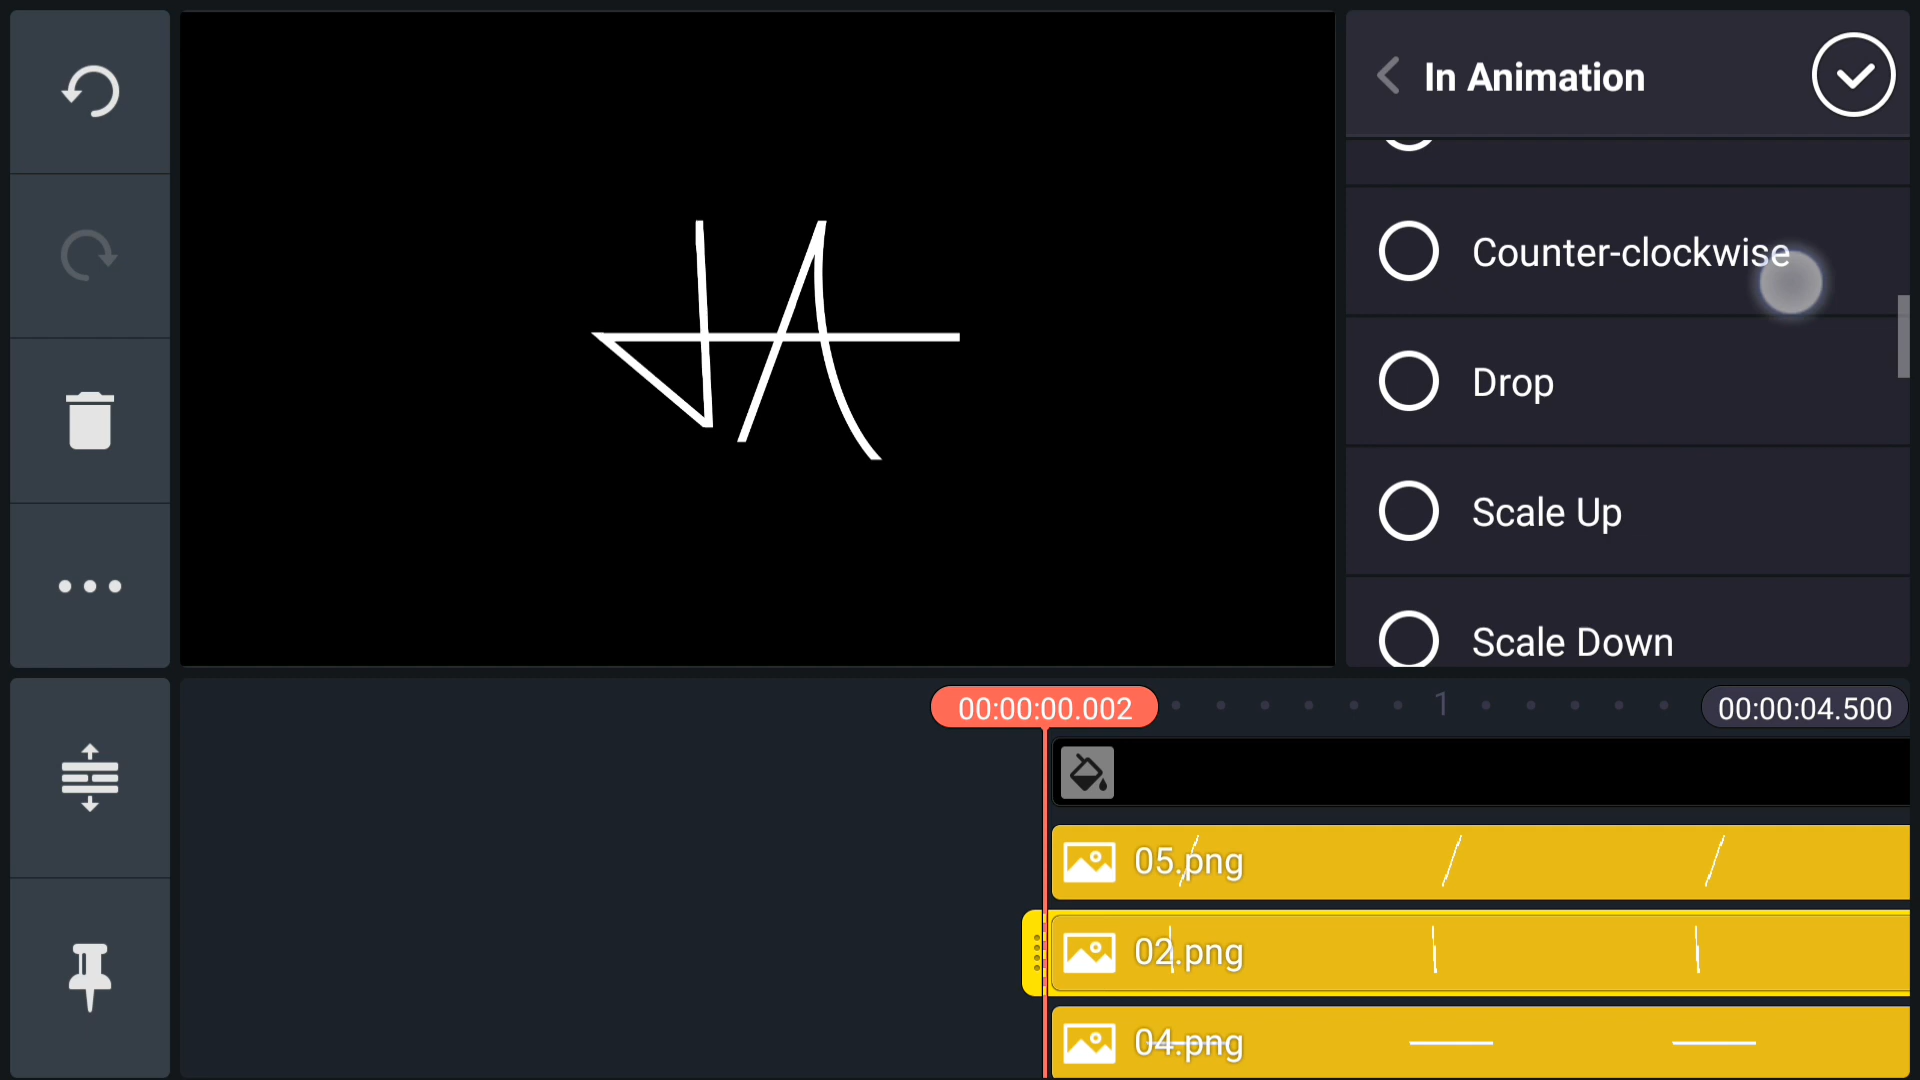 In Animation
Counter-clockwise
Drop
Scale Up
Scale Down
00:00:00.002
1
00:00:04.500
05.png
02.png
04.png